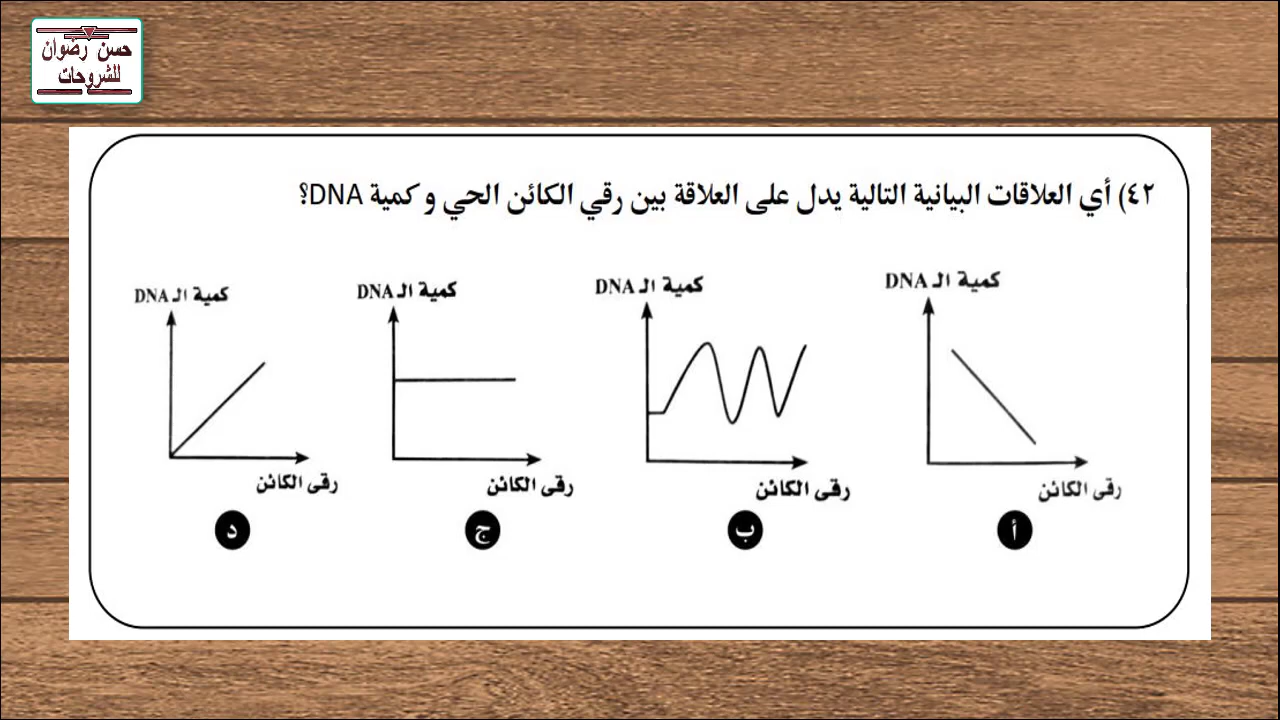 حسن رضوان
للشروحات
٤٢) أي العلاقات البيانية التالية يدل على العلاقة بين رقي الكائن الحي و كمية DNA؟
كمية الـ DNA
رقى الكائن
أ
كمية الـ DNA
رقى الكائن
ب
كمية الـ DNA
رقى الكائن
ج
كمية الـ DNA
رقى الكائن
د